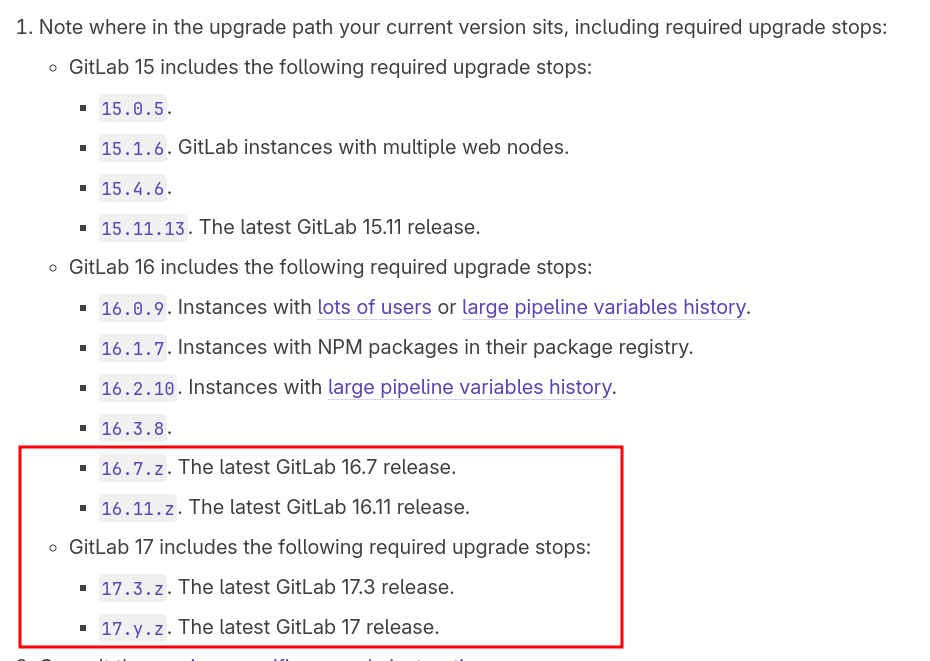 1. Note where in the upgrade path your current version sits, including required upgrade stops:
GitLab 15 includes the following required upgrade stops:
15.0.5.
15.1.6. GitLab instances with multiple web nodes.
15.4.6.
15.11.13. The latest GitLab 15.11 release.
GitLab 16 includes the following required upgrade stops:
16.0.9. Instances with lots of users or large pipeline variables history.
16.1.7. Instances with NPM packages in their package registry.
16.2.10. Instances with large pipeline variables history.
16.3.8.
16.7.z. The latest GitLab 16.7 release.
16.11.z. The latest GitLab 16.11 release.
GitLab 17 includes the following required upgrade stops:
17.3.z. The latest GitLab 17.3 release.
17.y.z. The latest GitLab 17 release.